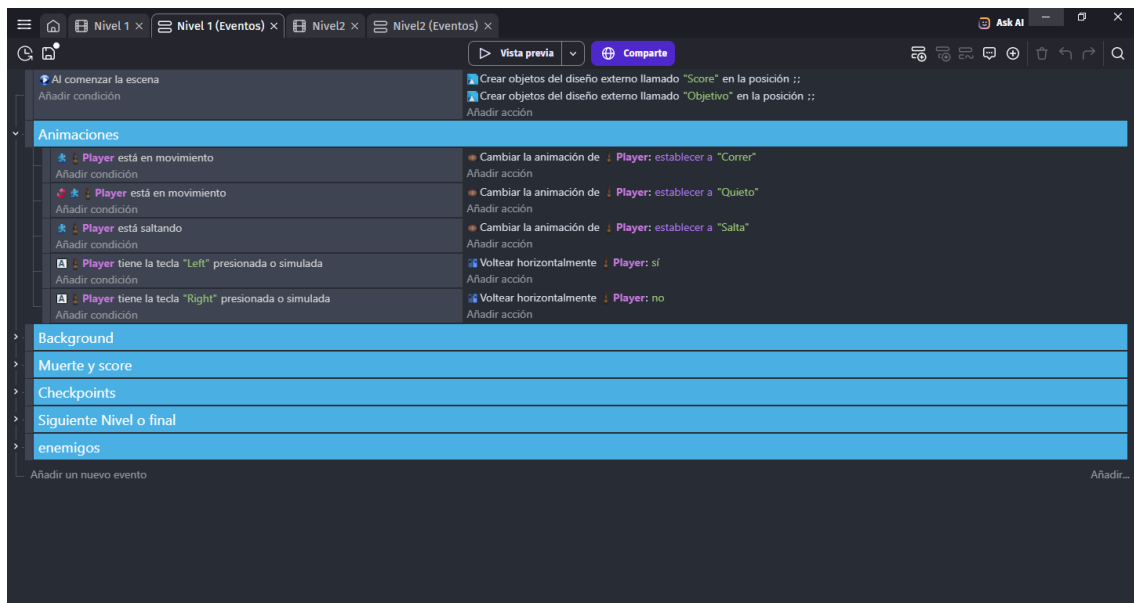 Nivel 1 × Nivel 1 (Eventos) × Nivel2 × Nivel2 (Eventos) × Ask AI
Vista previa Comparte
Al comenzar la escena
Añadir condición
Crear objetos del diseño externo llamado "Score" en la posición ;;
Crear objetos del diseño externo llamado "Objetivo" en la posición ;;
Añadir acción
Animaciones
Player está en movimiento
Añadir condición
Cambiar la animación de Player: establecer a "Correr"
Añadir acción
Player está en movimiento
Añadir condición
Cambiar la animación de Player: establecer a "Quieto"
Añadir acción
Player está saltando
Añadir condición
Cambiar la animación de Player: establecer a "Salta"
Añadir acción
A Player tiene la tecla "Left" presionada o simulada
Añadir condición
Voltear horizontalmente Player: sí
Añadir acción
A Player tiene la tecla "Right" presionada o simulada
Añadir condición
Voltear horizontalmente Player: no
Añadir acción
Background
Muerte y score
Checkpoints
Siguiente Nivel o final
enemigos
Añadir un nuevo evento Añadir...